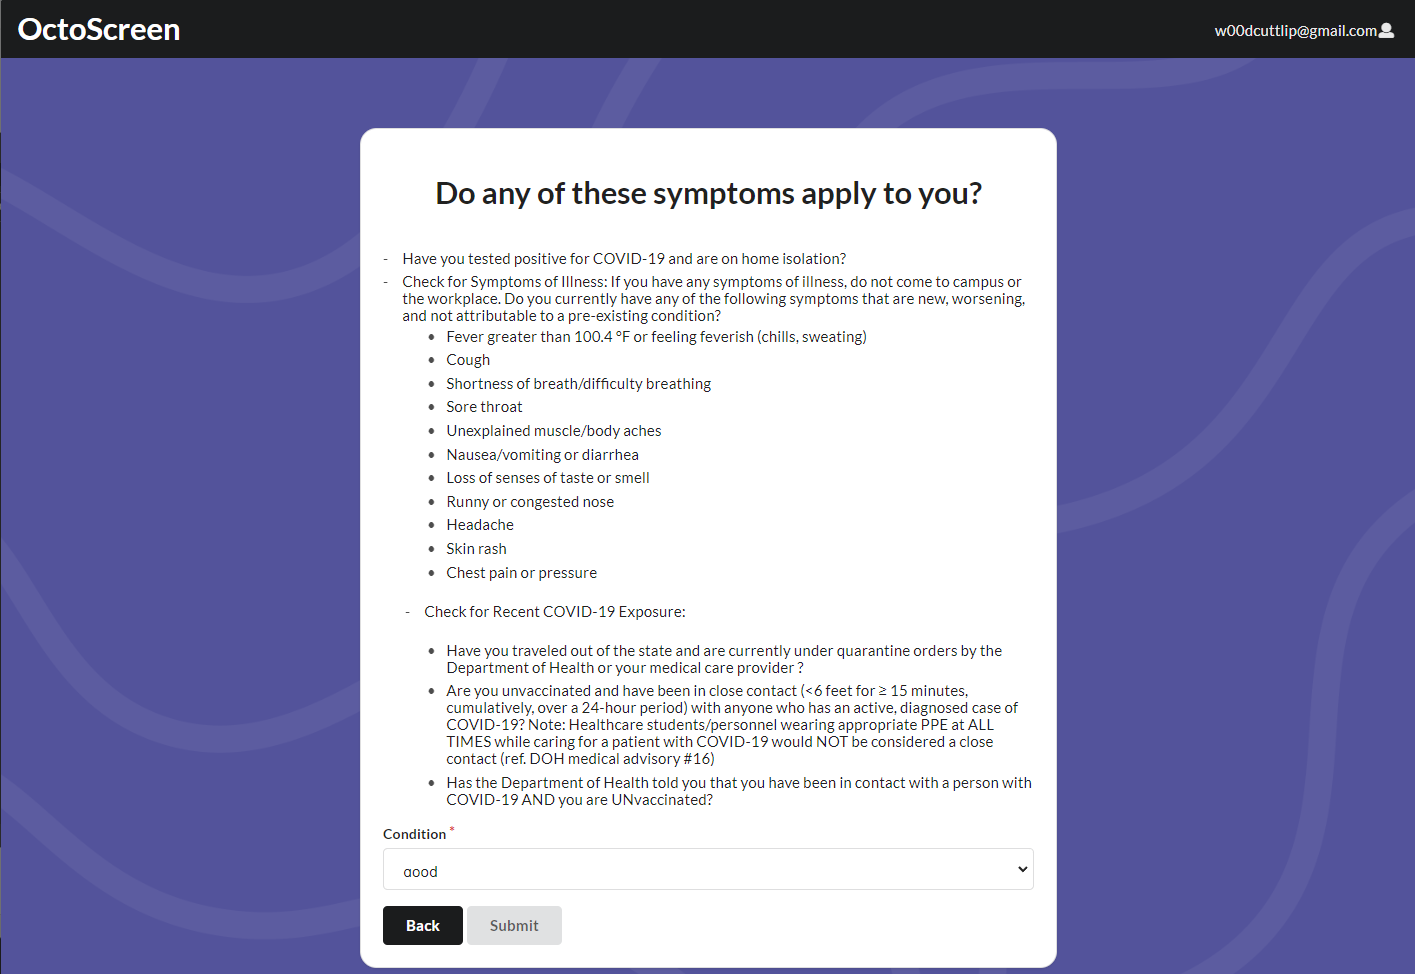 OctoScreen
w00dcuttlip@gmail.com
Do any of these symptoms apply to you?
- Have you tested positive for COVID-19 and are on home isolation?
- Check for Symptoms of Illness: If you have any symptoms of illness, do not come to campus or
the workplace. Do you currently have any of the following symptoms that are new, worsening,
and not attributable to a pre-existing condition?
• Fever greater than 100.4 °F or feeling feverish (chills, sweating)
• Cough
• Shortness of breath/difficulty breathing
• Sore throat
• Unexplained muscle/body aches
• Nausea/vomiting or diarrhea
• Loss of senses of taste or smell
• Runny or congested nose
• Headache
• Skin rash
• Chest pain or pressure
- Check for Recent COVID-19 Exposure:
• Have you traveled out of the state and are currently under quarantine orders by the
Department of Health or your medical care provider ?
• Are you unvaccinated and have been in close contact (<6 feet for ≥ 15 minutes,
cumulatively, over a 24-hour period) with anyone who has an active, diagnosed case of
COVID-19? Note: Healthcare students/personnel wearing appropriate PPE at ALL
TIMES while caring for a patient with COVID-19 would NOT be considered a close
contact (ref. DOH medical advisory #16)
• Has the Department of Health told you that you have been in contact with a person with
COVID-19 AND you are UNvaccinated?
Condition *
good
Back
Submit